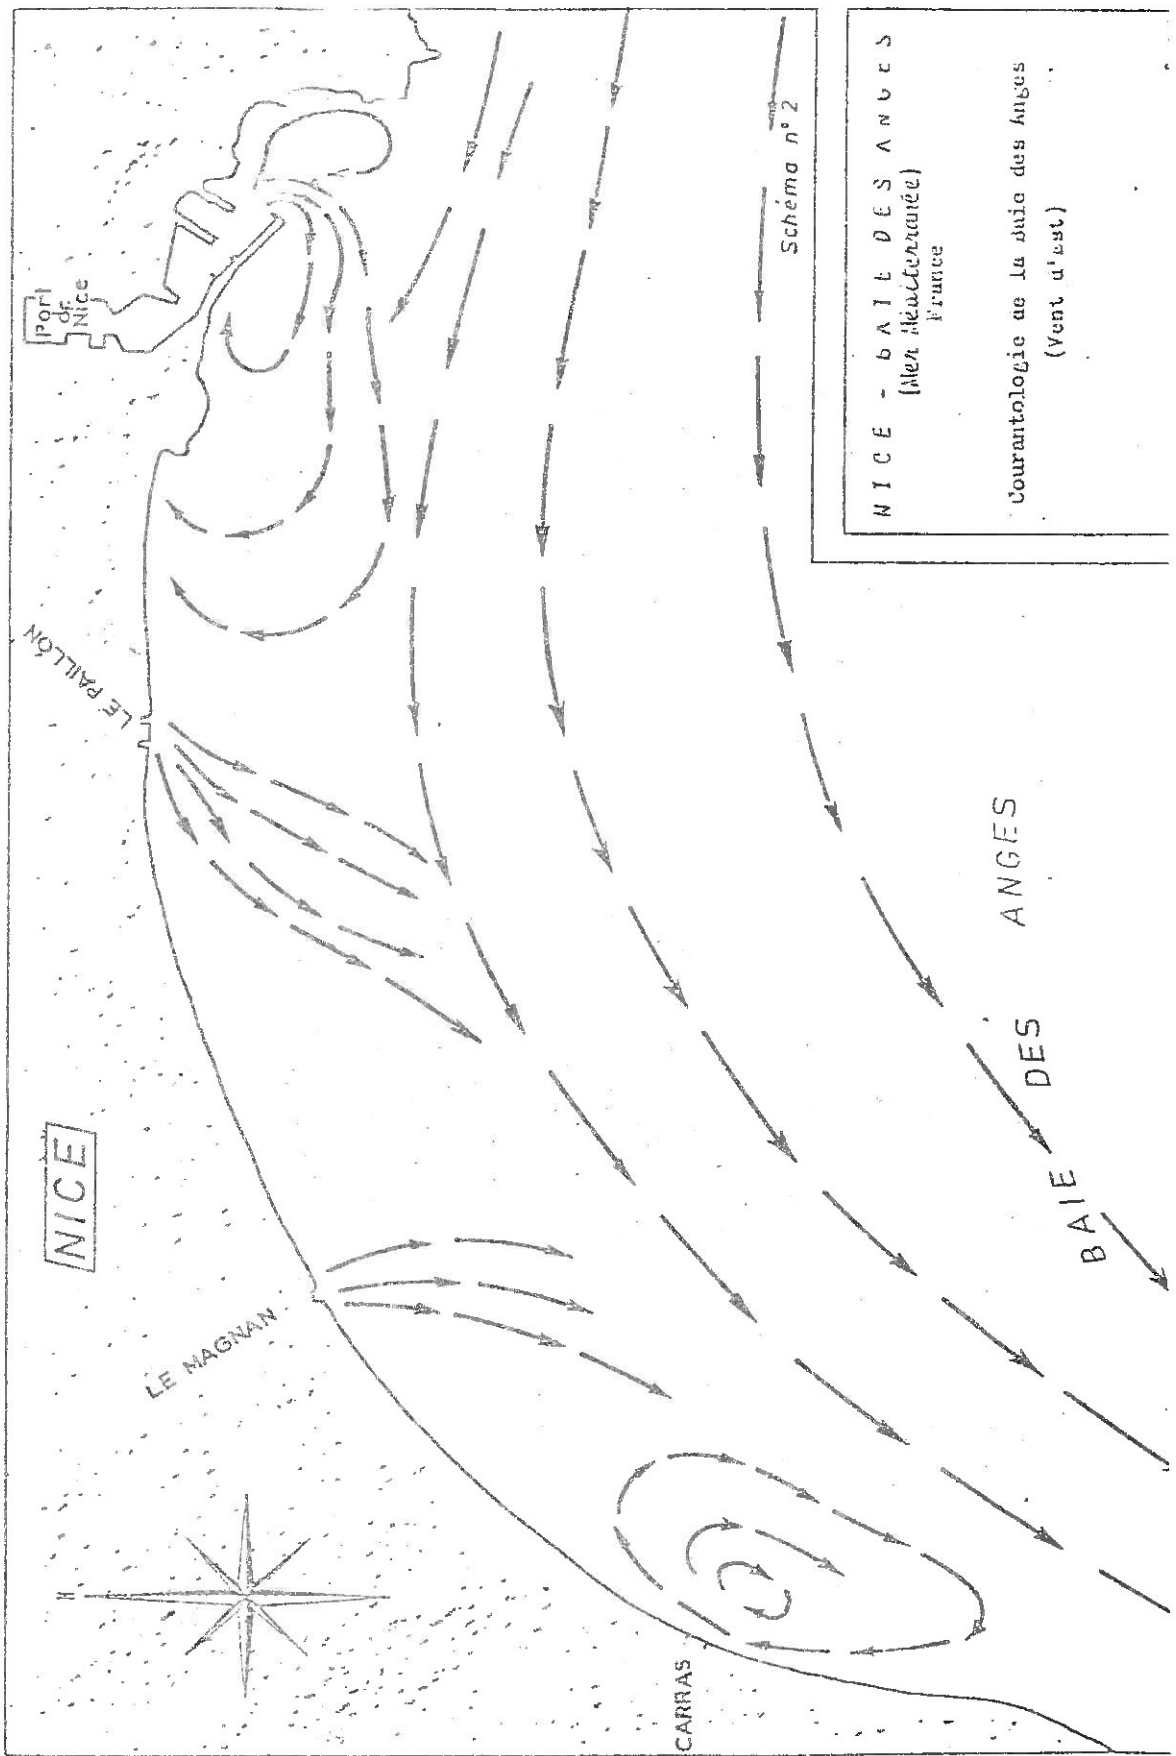 Port
de
Nice
LE PAILLON
NICE
LE MAGNAN
N
CARRAS
BAIE DES ANGES
Schéma n° 2
NICE - BAIE DES ANGES
(Mer Méditerranée)
France
Courantologie de la Baie des Anges
(Vent d'est)